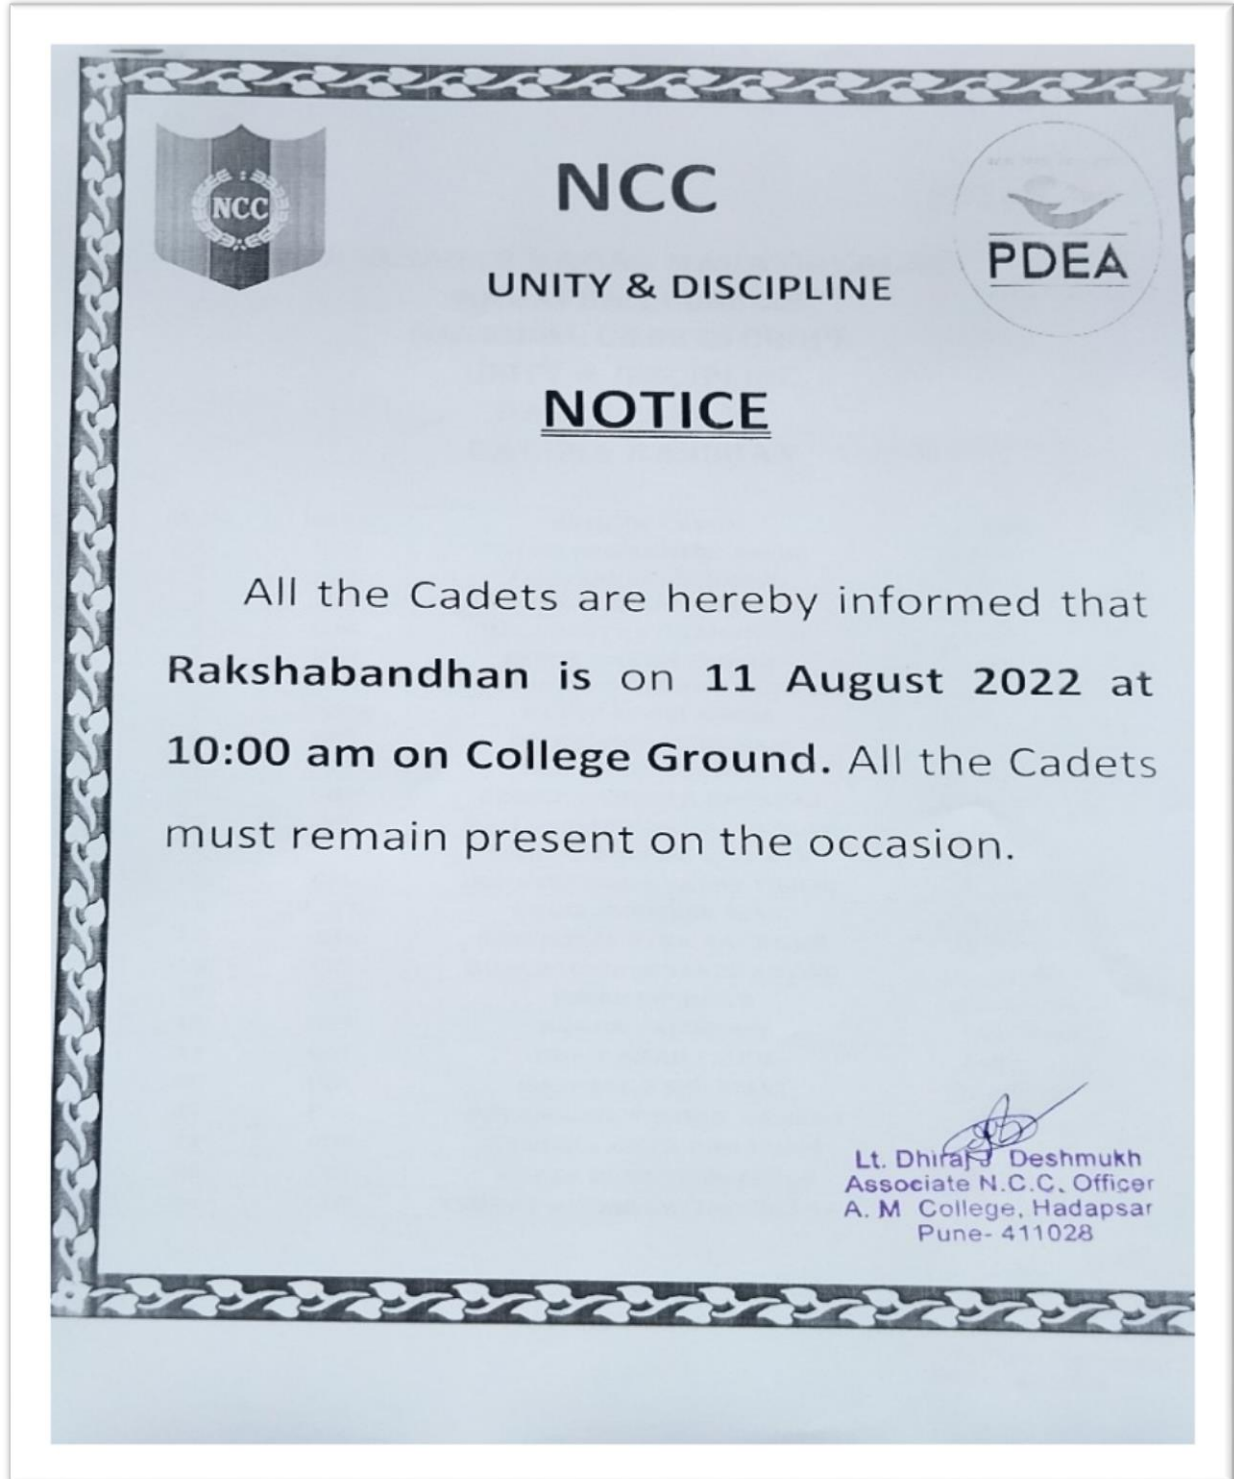 NCC
NCC
PDEA
UNITY & DISCIPLINE
NOTICE
All the Cadets are hereby informed that
Rakshabandhan is on 11 August 2022 at
10:00 am on College Ground. All the Cadets
must remain present on the occasion.
Lt. Dhiraj Deshmukh
Associate N.C.C. Officer
A. M College, Hadapsar
Pune- 411028